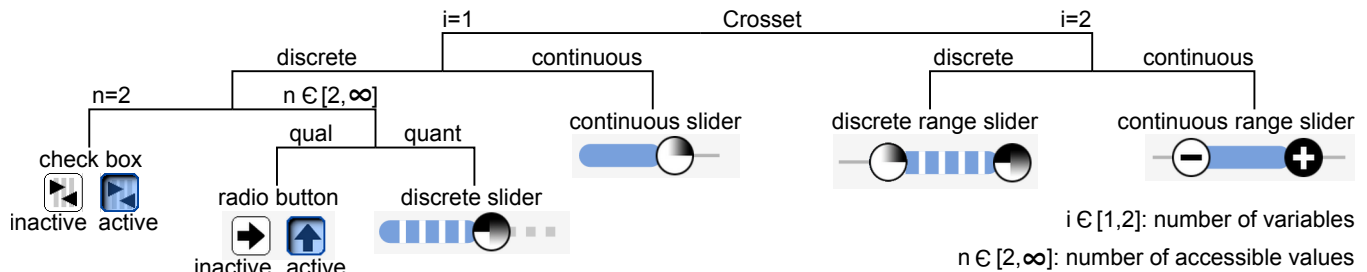 i=1 Crosset i=2
discrete continuous discrete continuous
n=2 n Є [2,∞]
qual quant continuous slider discrete range slider continuous range slider
check box
radio button discrete slider
inactive active
i Є [1,2]: number of variables
n Є [2,∞]: number of accessible values
inactive active